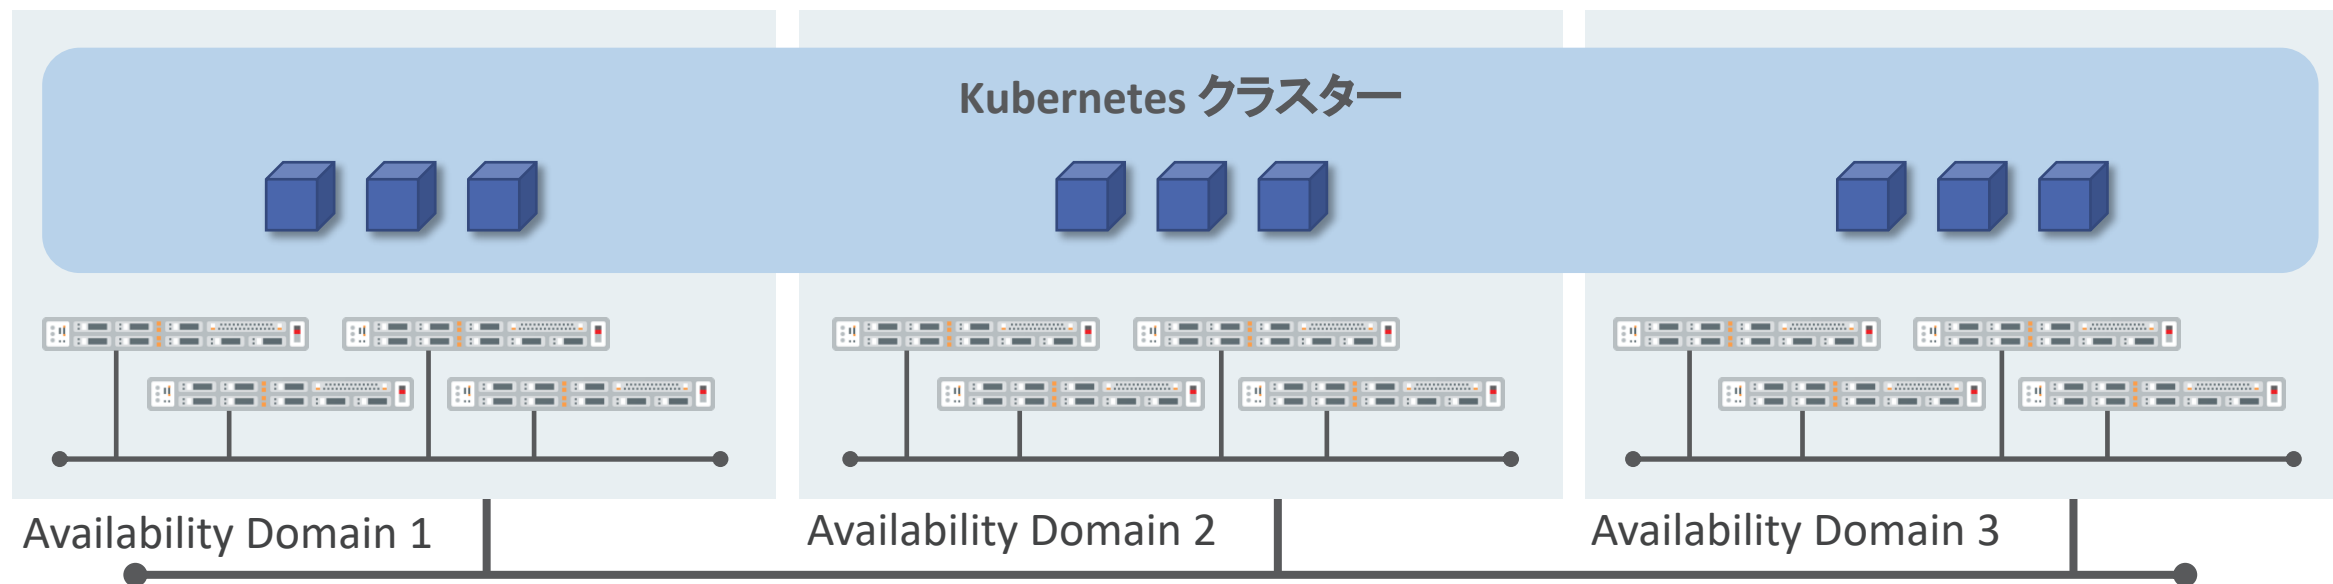 Kubernetes クラスター
Availability Domain 1
Availability Domain 2
Availability Domain 3